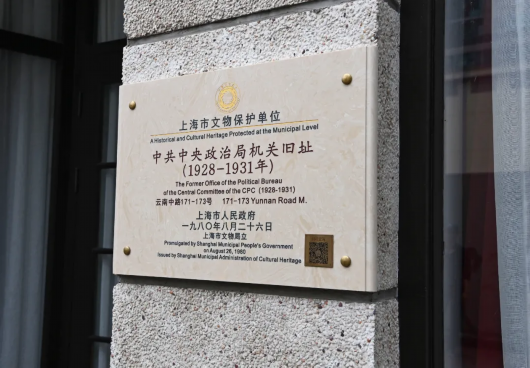 上海市文物保护单位
A Historical and Cultural Heritage Protected at the Municipal Level
中共中央政治局机关旧址
(1928-1931年)
The Former Office of the Political Bureau
of the Central Committee of the CPC (1928-1931)
云南中路171-173号 171-173 Yunnan Road M.
上海市人民政府
一九八〇年八月二十六日
上海市文物局立
Promulgated by Shanghai Municipal People's Government
on August 26, 1980
Issued by Shanghai Municipal Administration of Cultural Heritage